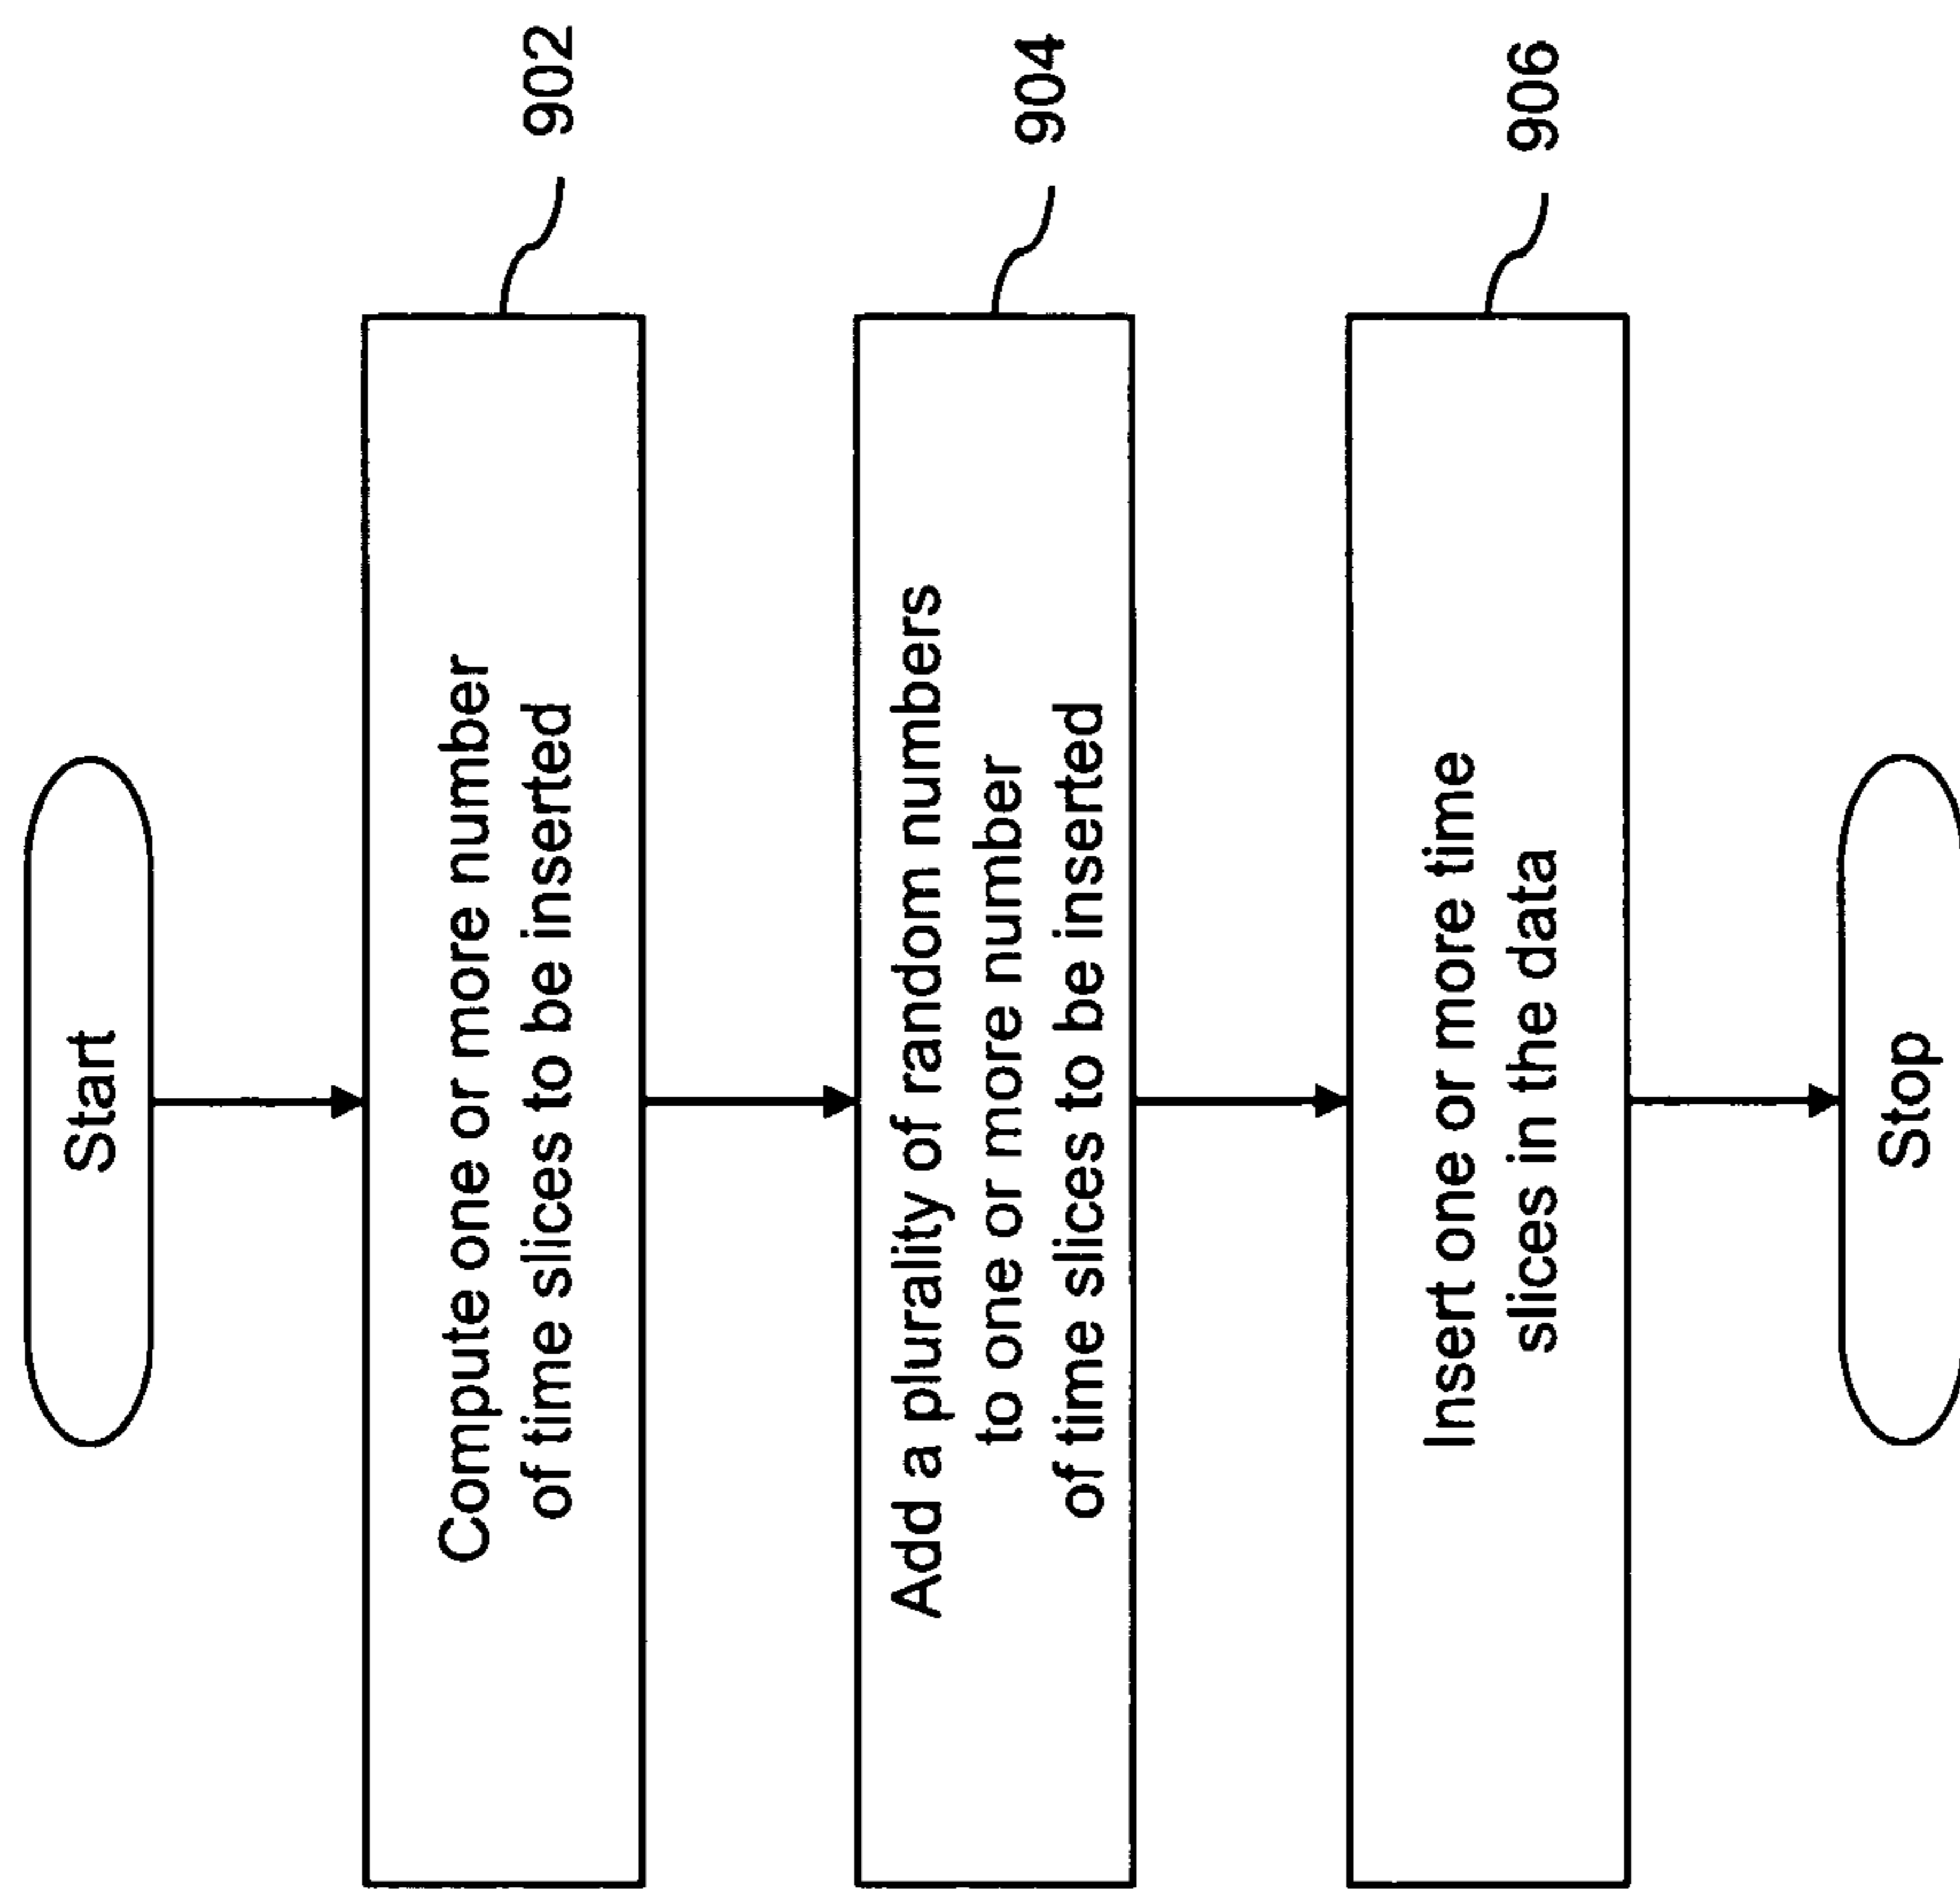 Start
Compute one or more number
of time slices to be inserted
902
Add a plurality of random numbers
to one or more number
of time slices to be inserted
904
Insert one or more time
slices in the data
906
Stop